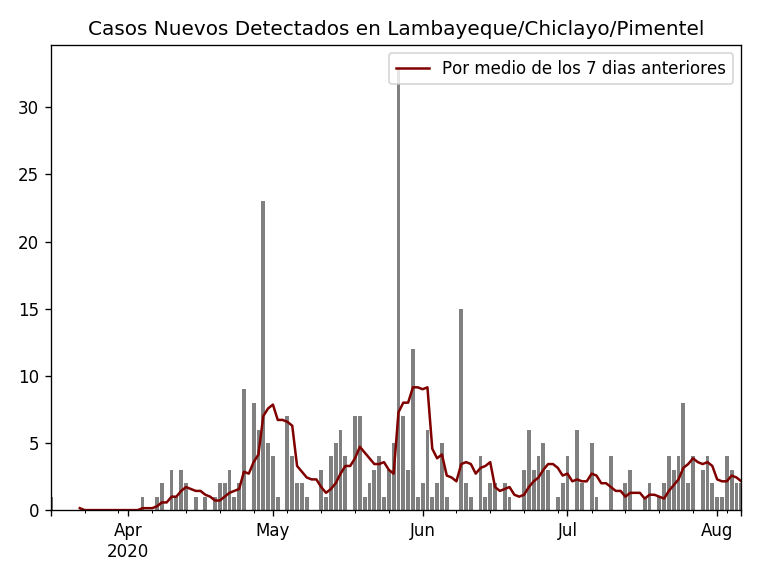 Casos Nuevos Detectados en Lambayeque/Chiclayo/Pimentel
Por medio de los 7 dias anteriores
30
25
20
15
10
5
0
Apr May Jun Jul Aug
2020